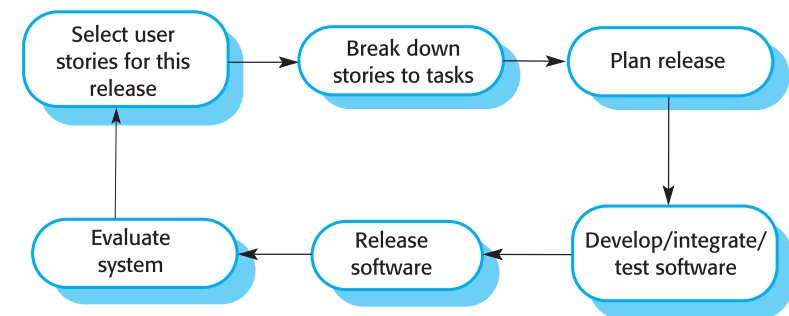 Select user
stories for this
release
Break down
stories to tasks
Plan release
Develop/integrate/
test software
Release
software
Evaluate
system